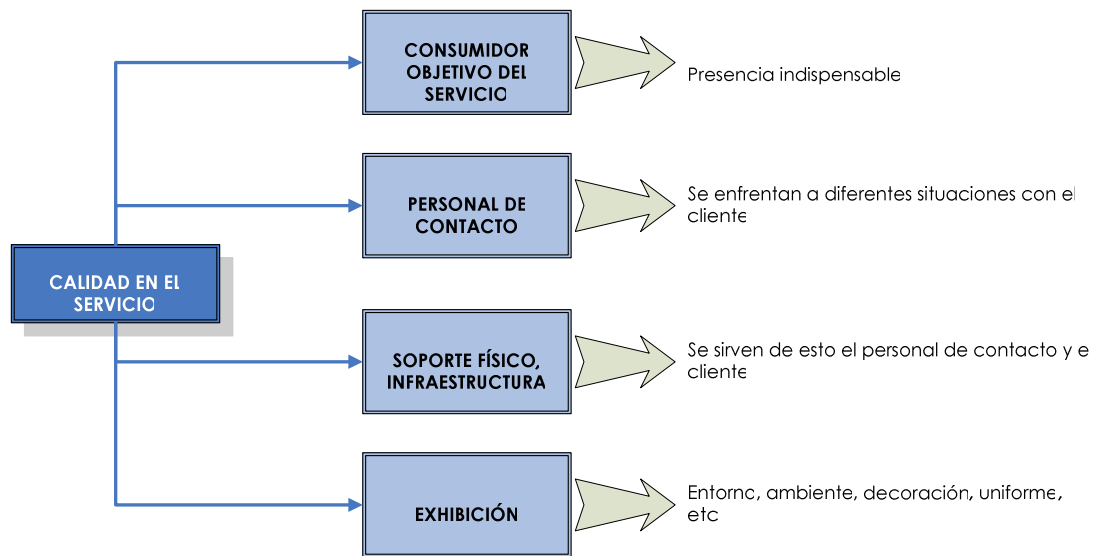 CONSUMIDOR
OBJETIVO DEL
SERVICIO
Presencia indispensable
PERSONAL DE
CONTACTO
Se enfrentan a diferentes situaciones con el
cliente
CALIDAD EN EL
SERVICIO
SOPORTE FÍSICO,
INFRAESTRUCTURA
Se sirven de esto el personal de contacto y e
cliente
EXHIBICIÓN
Entorno, ambiente, decoración, uniforme,
etc